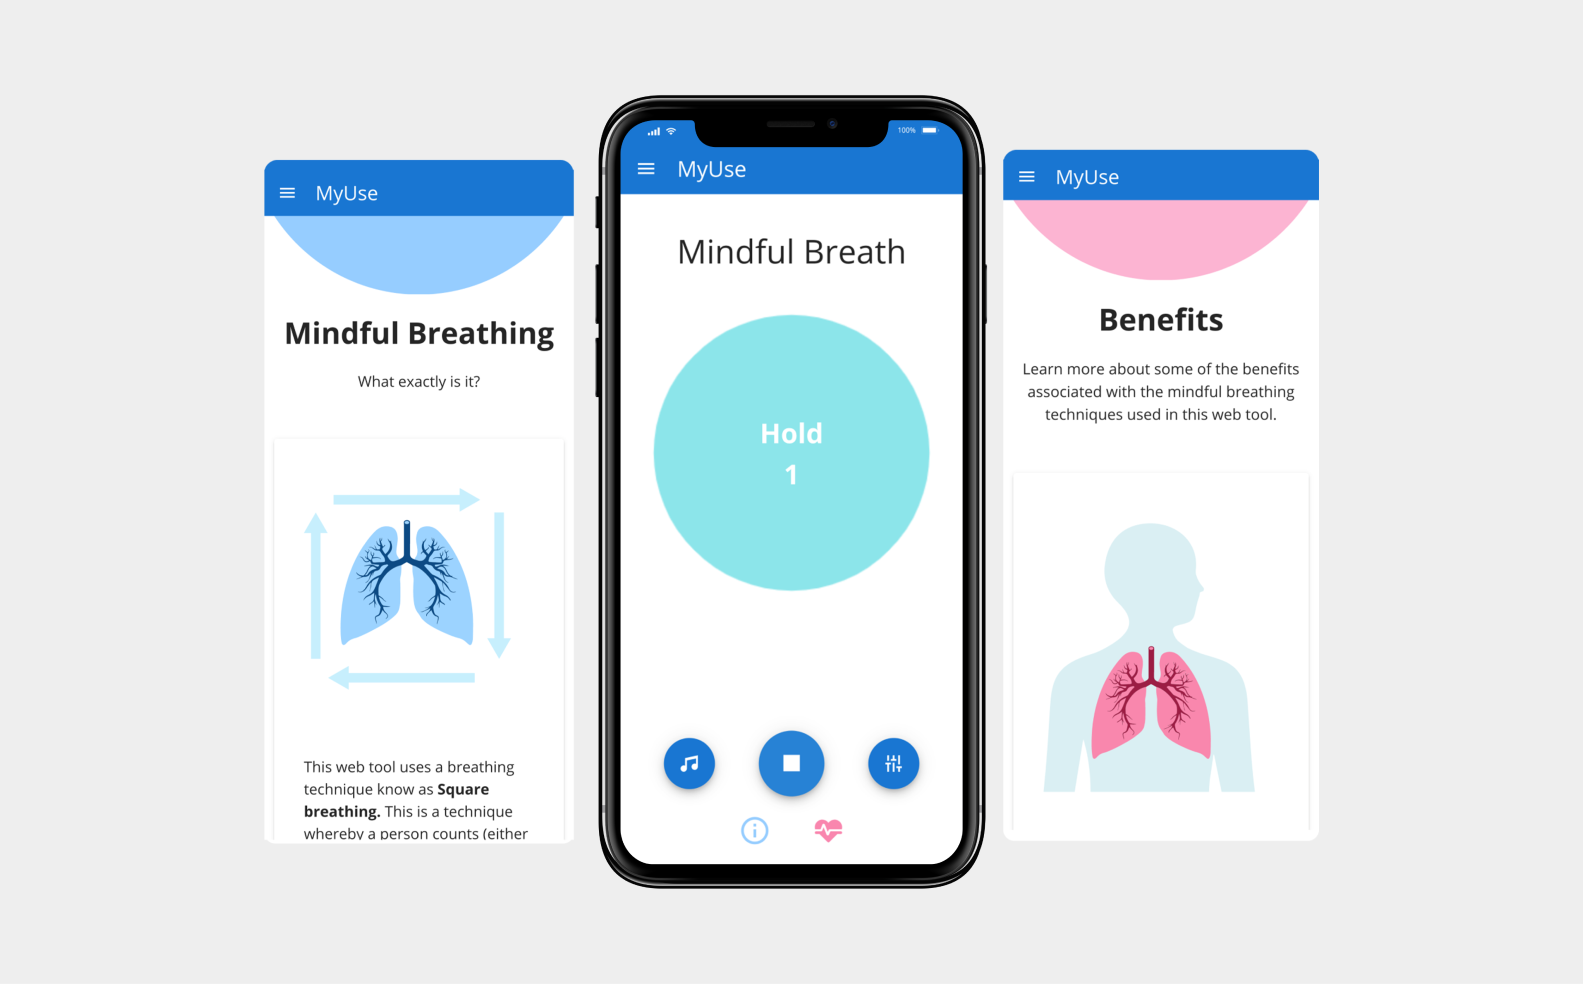 MyUse
Mindful Breathing
What exactly is it?
This web tool uses a breathing
technique know as Square
breathing. This is a technique
whereby a person counts (either
100%
MyUse
Mindful Breath
Hold
1
MyUse
Benefits
Learn more about some of the benefits
associated with the mindful breathing
techniques used in this web tool.